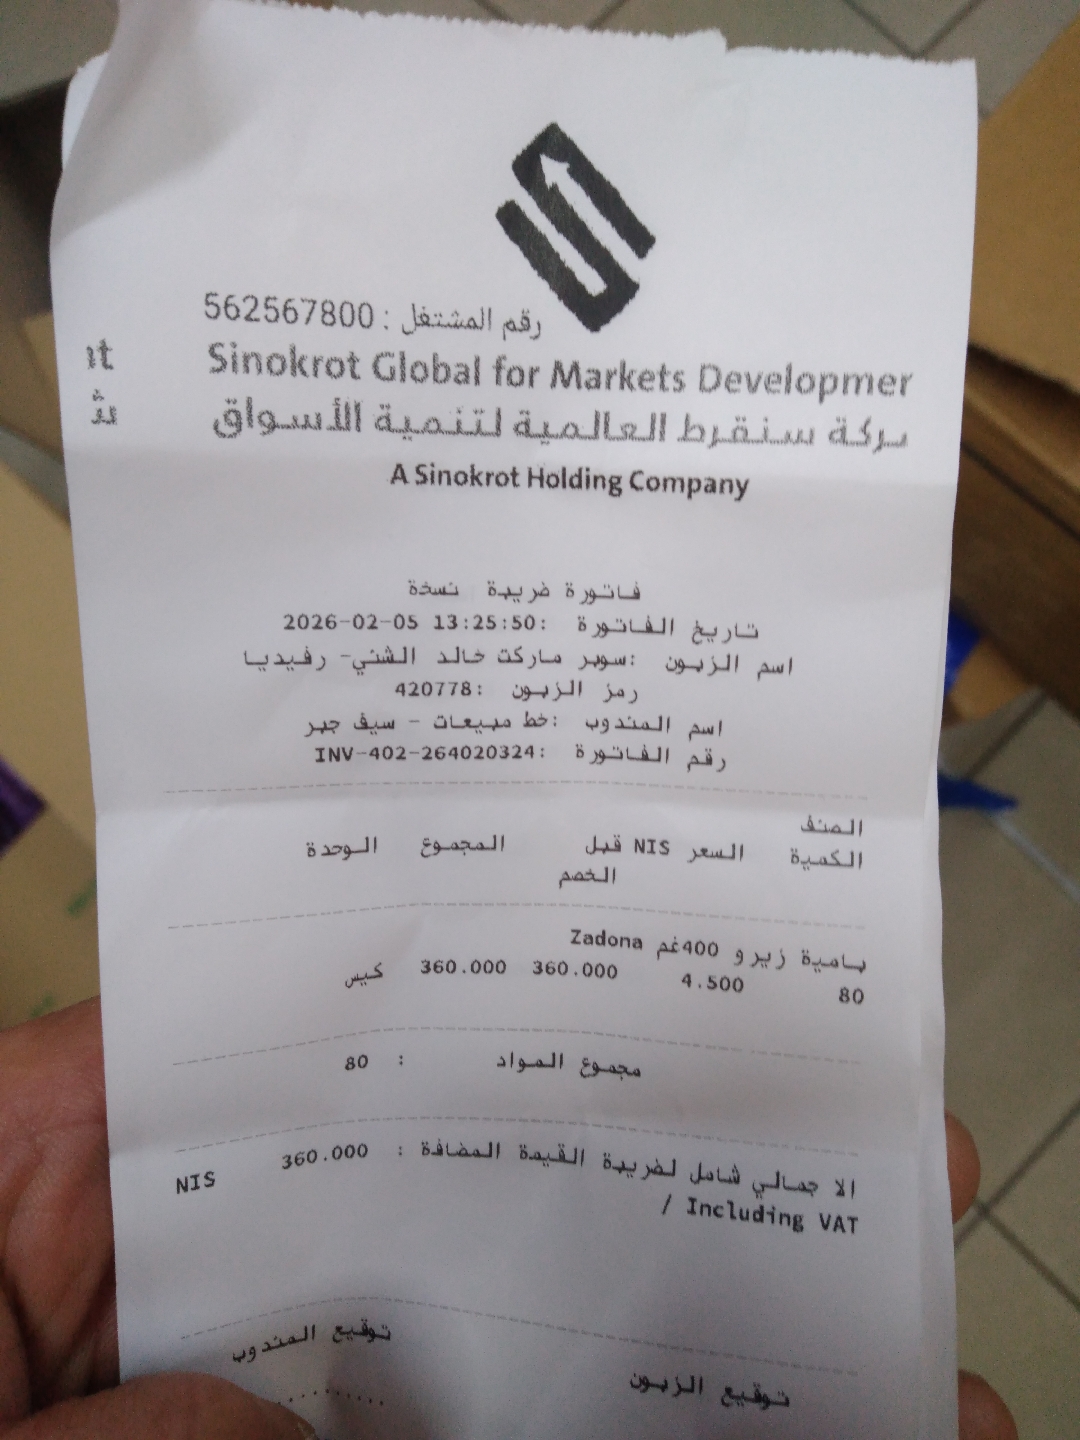 رقم المشتغل : 562567800
Sinokrot Global for Markets Developmer
ıt
ىركة سنقرط العالمية لتنمية الأسواق
A Sinokrot Holding Company
فاتورة ضريبة نسخة
تاريخ الفاتورة : 2026-02-05 13:25:50
اسم الزبون :سوبر ماركت خالد الشني- رفيديا
رمز الزبون :420778
اسم المندوب :خط مبيعات - سيف جبر
رقم الفاتورة :INV-402-264020324
الصنف
الكمية السعر NIS قبل المجموع الوحدة
الخصم
بامية زيرو 400غم Zadona
80 4.500 360.000 360.000 كيس
مجموع المواد : 80
الا جمالي شامل لضريبة القيمة المضافة : 360.000 NIS
/ Including VAT
توقيع المندوب
توقيع الزبون